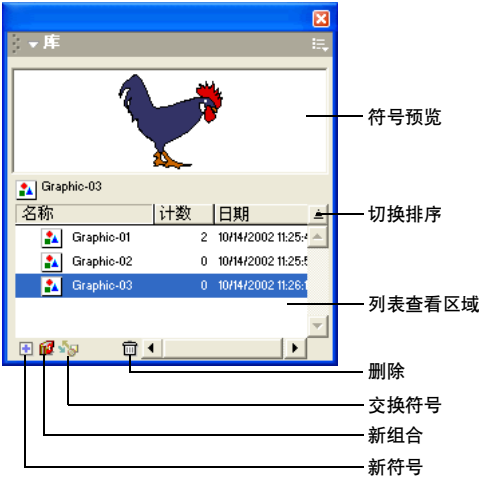 库
符号预览
Graphic-03
名称 计数 日期
切换排序
Graphic-01 2 10/14/2002 11:25:4
Graphic-02 0 10/14/2002 11:25:5
Graphic-03 0 10/14/2002 11:26:1
列表查看区域
删除
交换符号
新组合
新符号